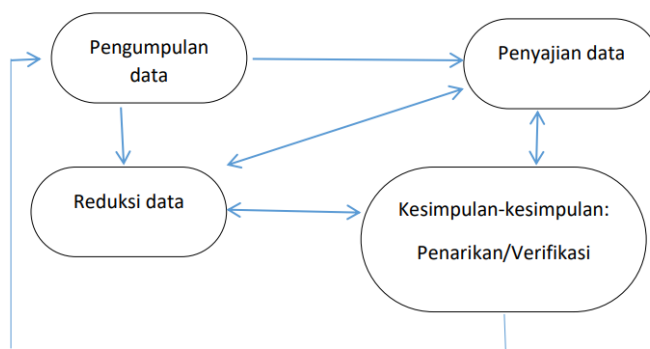 Pengumpulan
data
Penyajian data
Reduksi data
Kesimpulan-kesimpulan:
Penarikan/Verifikasi